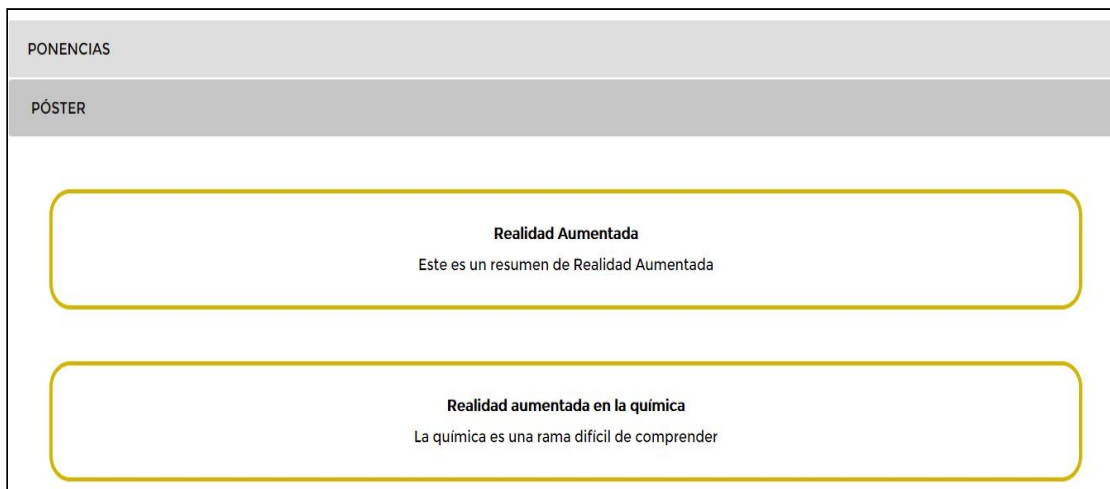 PONENCIAS
PÓSTER
Realidad Aumentada
Este es un resumen de Realidad Aumentada
Realidad aumentada en la química
La química es una rama difícil de comprender